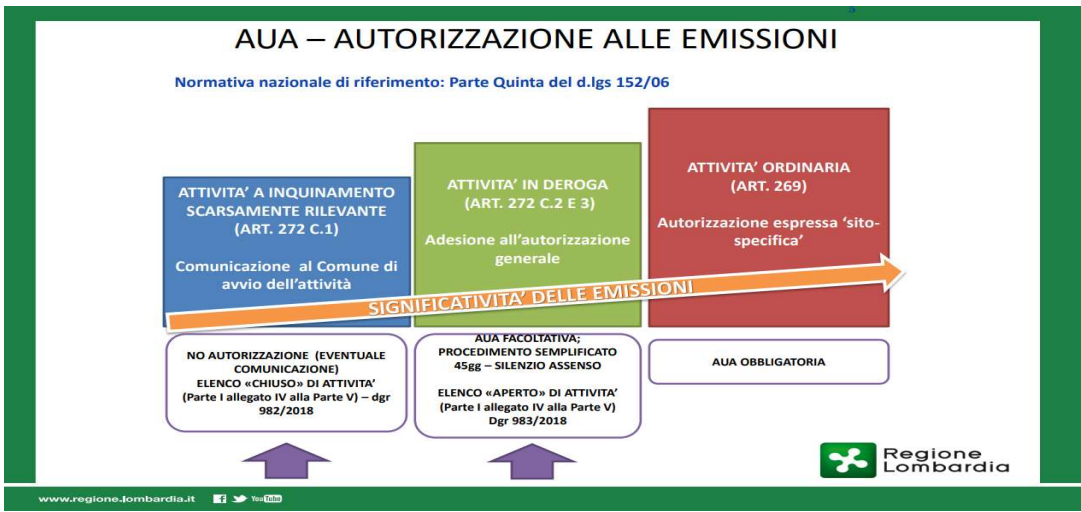 AUA – AUTORIZZAZIONE ALLE EMISSIONI
Normativa nazionale di riferimento: Parte Quinta del d.lgs 152/06
ATTIVITA’ A INQUINAMENTO
SCARSAMENTE RILEVANTE
(ART. 272 C.1)
Comunicazione al Comune di
avvio dell’attività
ATTIVITA’ IN DEROGA
(ART. 272 C.2 E 3)
Adesione all’autorizzazione
generale
ATTIVITA’ ORDINARIA
(ART. 269)
Autorizzazione espressa ‘sito-
specifica’
SIGNIFICATIVITA’ DELLE EMISSIONI
NO AUTORIZZAZIONE (EVENTUALE
COMUNICAZIONE)
ELENCO «CHIUSO» DI ATTIVITA’
(Parte I allegato IV alla Parte V) – dgr
982/2018
AUA FACOLTATIVA;
PROCEDIMENTO SEMPLIFICATO
45gg – SILENZIO ASSENSO
ELENCO «APERTO» DI ATTIVITA’
(Parte I allegato IV alla Parte V)
Dgr 983/2018
AUA OBBLIGATORIA
Regione
Lombardia
www.regione.lombardia.it f YouTube